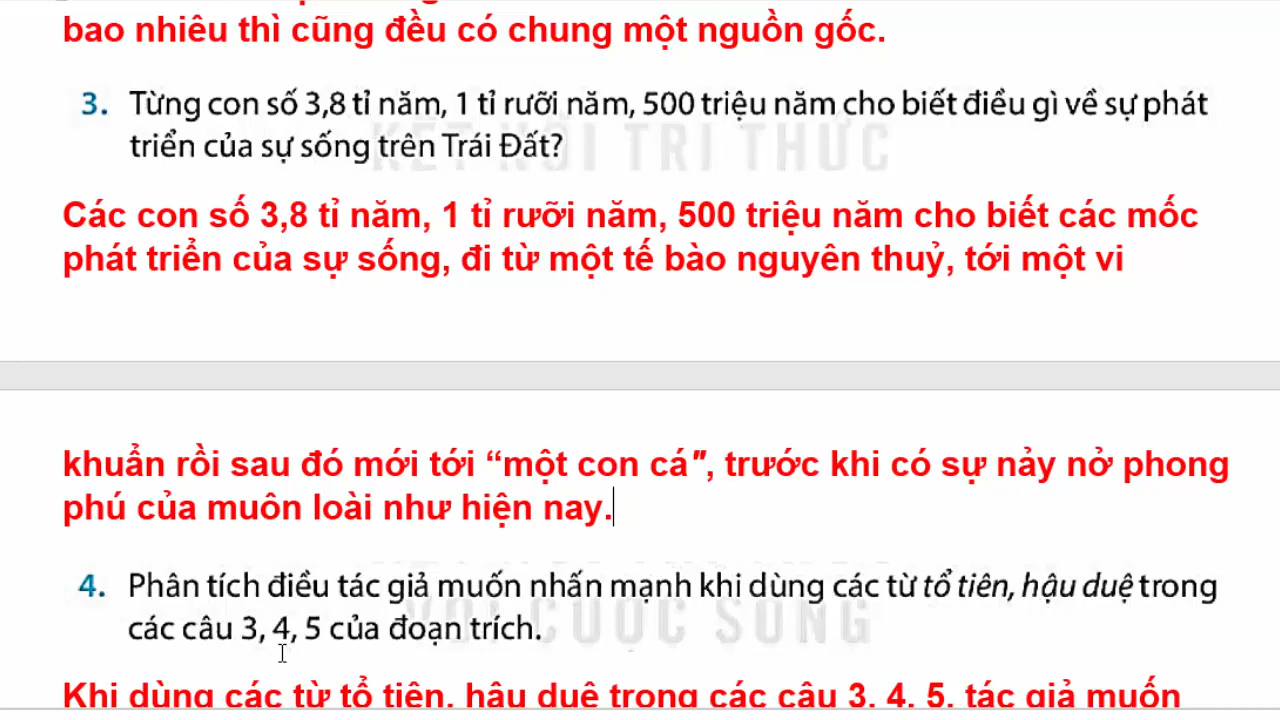 bao nhiêu thì cũng đều có chung một nguồn gốc.
3. Từng con số 3,8 tỉ năm, 1 tỉ rưỡi năm, 500 triệu năm cho biết điều gì về sự phát
triển của sự sống trên Trái Đất?
KẾT NỐI TRI THỨC
Các con số 3,8 tỉ năm, 1 tỉ rưỡi năm, 500 triệu năm cho biết các mốc
phát triển của sự sống, đi từ một tế bào nguyên thuỷ, tới một vi
khuẩn rồi sau đó mới tới “một con cá”, trước khi có sự nảy nở phong
phú của muôn loài như hiện nay.
4. Phân tích điều tác giả muốn nhấn mạnh khi dùng các từ tổ tiên, hậu duệ trong
các câu 3, 4, 5 của đoạn trích.
VỚI CUỘC SỐNG
Khi dùng các từ tổ tiên, hậu duệ trong các câu 3, 4, 5, tác giả muốn